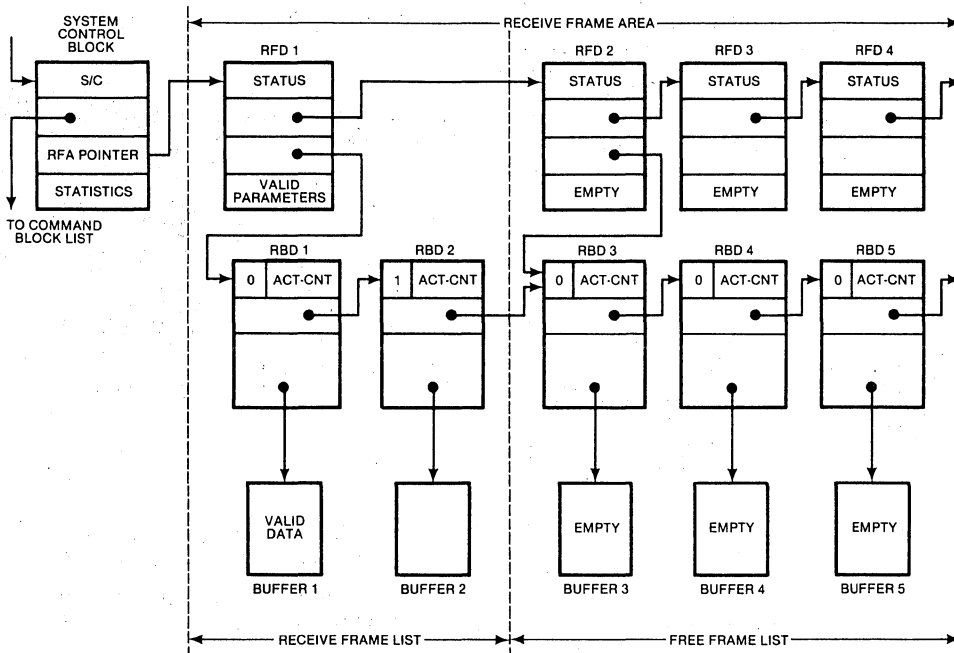 SYSTEM
CONTROL
BLOCK
S/C
RFA POINTER
STATISTICS
TO COMMAND
BLOCK LIST
RECEIVE FRAME AREA
RFD 1
STATUS
VALID
PARAMETERS
RFD 2
STATUS
EMPTY
RFD 3
STATUS
EMPTY
RFD 4
STATUS
EMPTY
RBD 1
0 ACT-CNT
RBD 2
1 ACT-CNT
RBD 3
0 ACT-CNT
RBD 4
0 ACT-CNT
RBD 5
0 ACT-CNT
VALID
DATA
BUFFER 1
BUFFER 2
EMPTY
BUFFER 3
EMPTY
BUFFER 4
EMPTY
BUFFER 5
RECEIVE FRAME LIST
FREE FRAME LIST